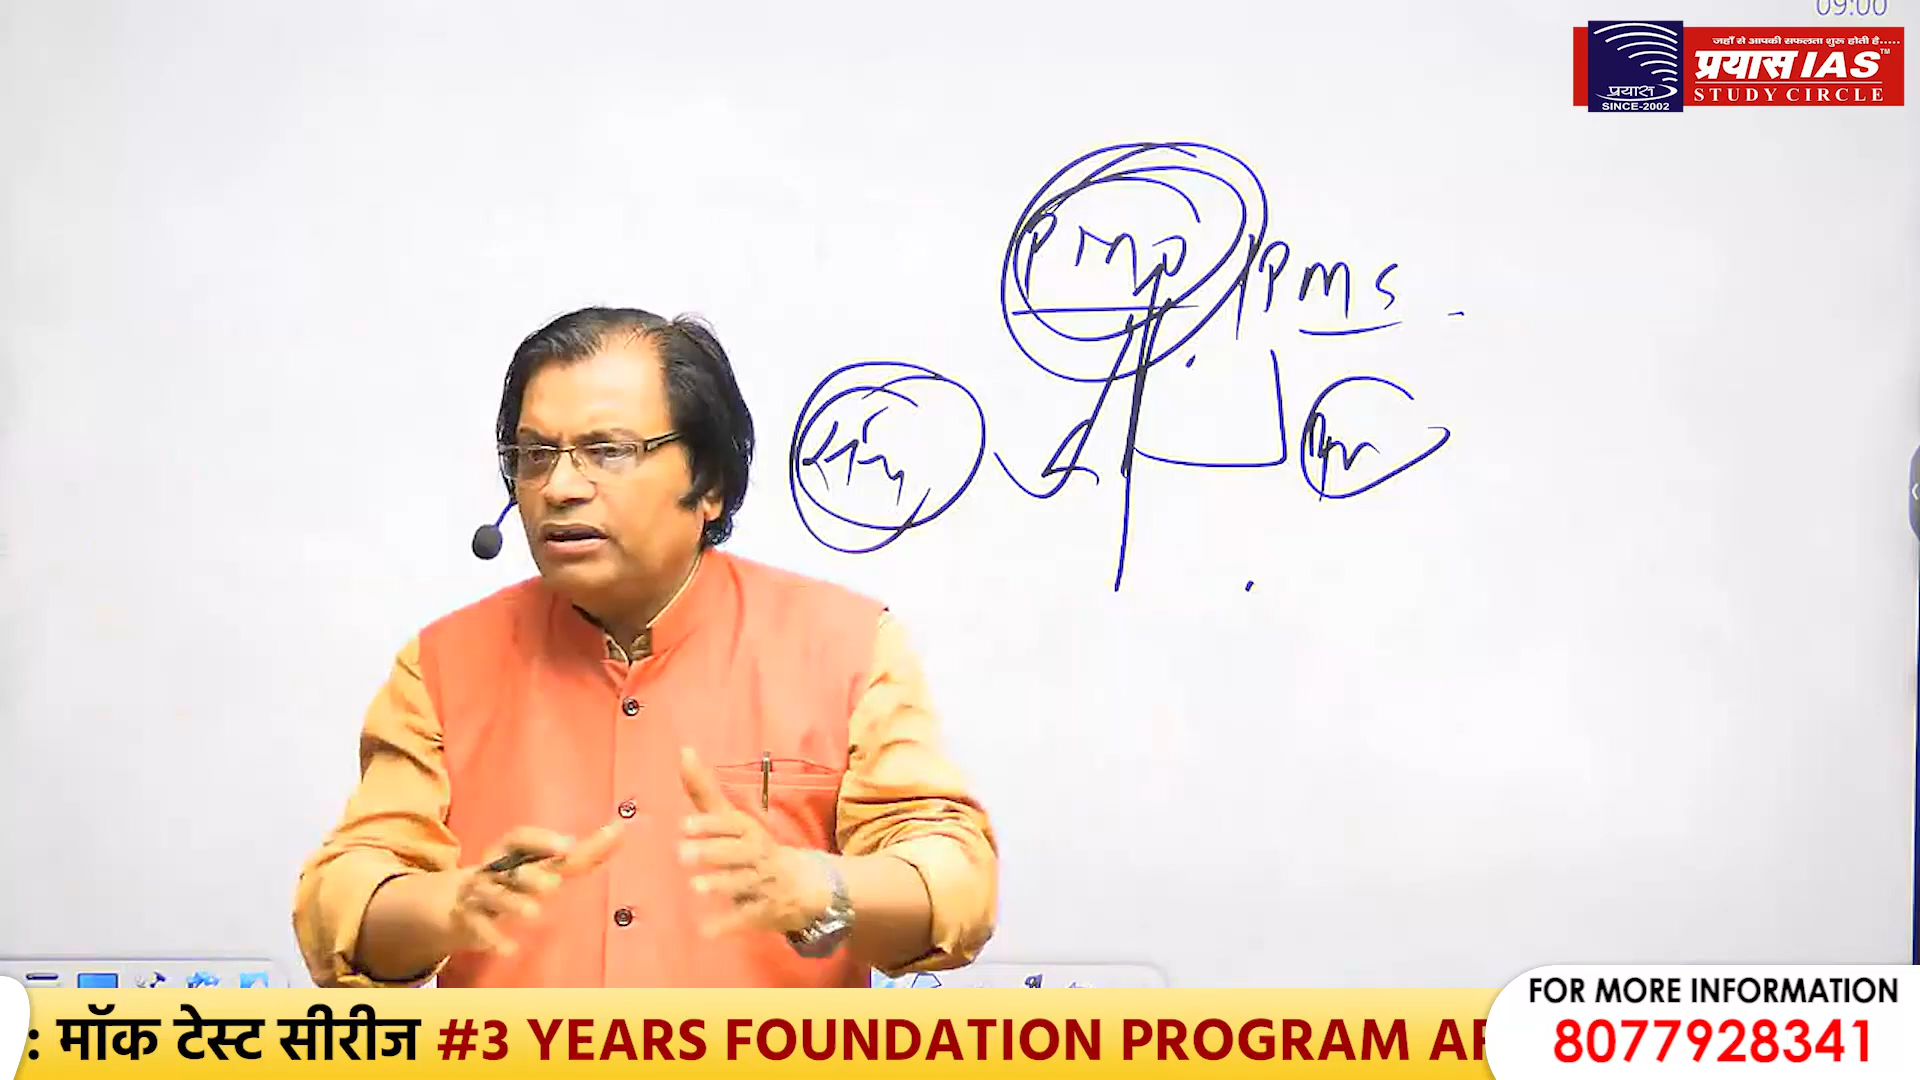 09:00
जहाँ से आपकी सफलता शुरू होती है.....
प्रयास IAS™
STUDY CIRCLE
प्रयास
SINCE-2002
PMO
PMS
: मॉक टेस्ट सीरीज #3 YEARS FOUNDATION PROGRAM
FOR MORE INFORMATION
8077928341